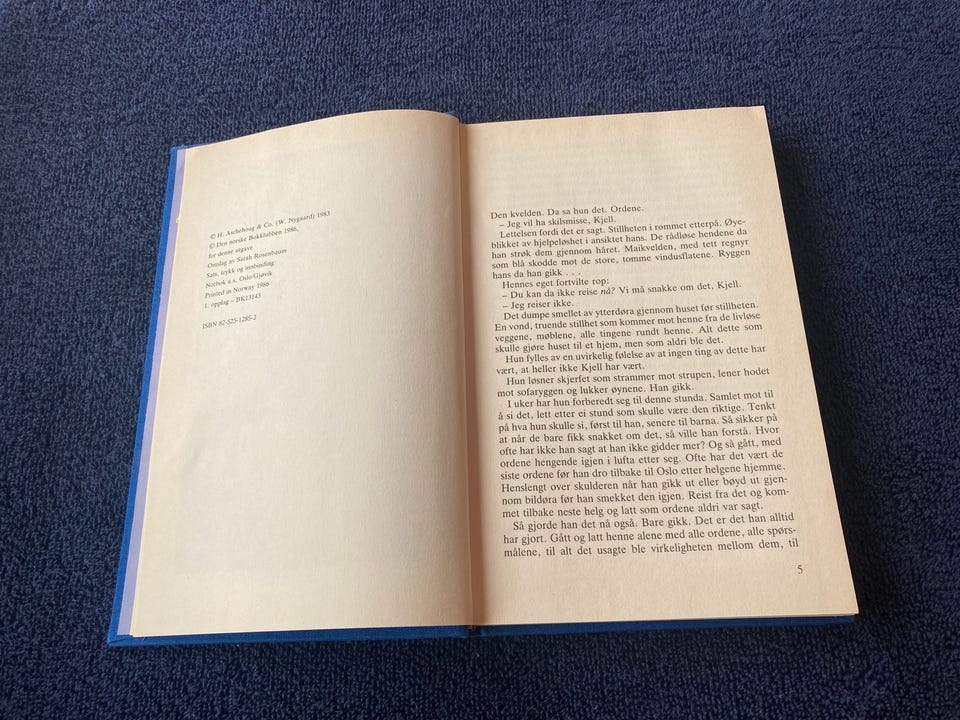 © H. Aschehoug & Co. (W. Nygaard) 1983
© Den norske Bokklubben 1986,
for denne utgave
Omslag av Sarah Rosenbaum
Sats, trykk og innbinding:
Norbok a.s, Oslo/Gjøvik
Printed in Norway 1986
1. opplag – BK13143
ISBN 82-525-1285-2
Den kvelden. Da sa hun det. Ordene.
– Jeg vil ha skilsmisse, Kjell.
Lettelsen fordi det er sagt. Stillheten i rommet etterpå. Øye-
blikket av hjelpeløshet i ansiktet hans. De rådløse hendene da
han strøk dem gjennom håret. Maikvelden, med tett regnyr
som blå skodde mot de store, tomme vindusflatene. Ryggen
hans da han gikk . . .
Hennes eget fortvilte rop:
– Du kan da ikke reise nå? Vi må snakke om det, Kjell.
– Jeg reiser ikke.
Det dumpe smellet av ytterdøra gjennom huset før stillheten.
En vond, truende stillhet som kommer mot henne fra de livløse
veggene, møblene, alle tingene rundt henne. Alt dette som
skulle gjøre huset til et hjem, men som aldri ble det.
Hun fylles av en uvirkelig følelse av at ingen ting av dette har
vært, at heller ikke Kjell har vært.
Hun løsner skjerfet som strammer mot strupen, lener hodet
mot sofaryggen og lukker øynene. Han gikk.
I uker har hun forberedt seg til denne stunda. Samlet mot til
å si det, lett etter ei stund som skulle være den riktige. Tenkt
på hva hun skulle si, først til han, senere til barna. Så sikker på
at når de bare fikk snakket om det, så ville han forstå. Hvor
ofte har ikke han sagt at han ikke gidder mer? Og så gått, med
ordene hengende igjen i lufta etter seg. Ofte har det vært de
siste ordene før han dro tilbake til Oslo etter helgene hjemme.
Henslengt over skulderen når han gikk ut eller bøyd ut gjen-
nom bildøra før han smekket den igjen. Reist fra det og kom-
met tilbake neste helg og latt som ordene aldri var sagt.
Så gjorde han det nå også. Bare gikk. Det er det han alltid
har gjort. Gått og latt henne alene med alle ordene, alle spørs-
målene, til alt det usagte ble virkeligheten mellom dem, til
5